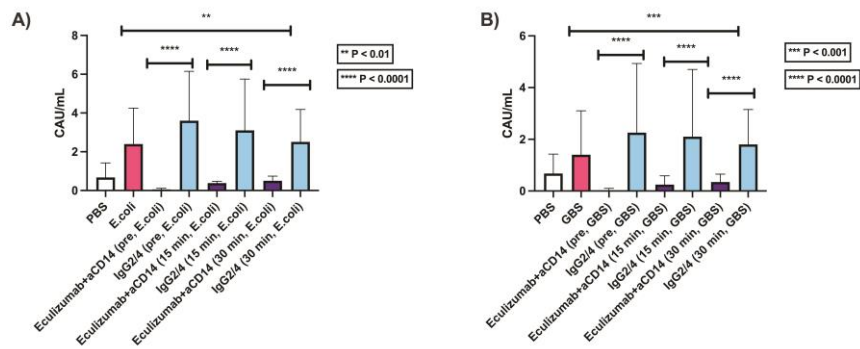 A)
**
****
****
****
** P < 0.01
**** P < 0.0001
CAU/mL
8
6
4
2
0
PBS
E.coli
Eculizumab+aCD14 (pre, E.coli)
IgG2/4 (pre, E.coli)
Eculizumab+aCD14 (15 min, E.coli)
IgG2/4 (15 min, E.coli)
Eculizumab+aCD14 (30 min, E.coli)
IgG2/4 (30 min, E.coli)
B)
***
****
****
****
*** P < 0.001
**** P < 0.0001
CAU/mL
6
4
2
0
PBS
GBS
Eculizumab+aCD14 (pre, GBS)
IgG2/4 (pre, GBS)
Eculizumab+aCD14 (15 min, GBS)
IgG2/4 (15 min, GBS)
Eculizumab+aCD14 (30 min, GBS)
IgG2/4 (30 min, GBS)